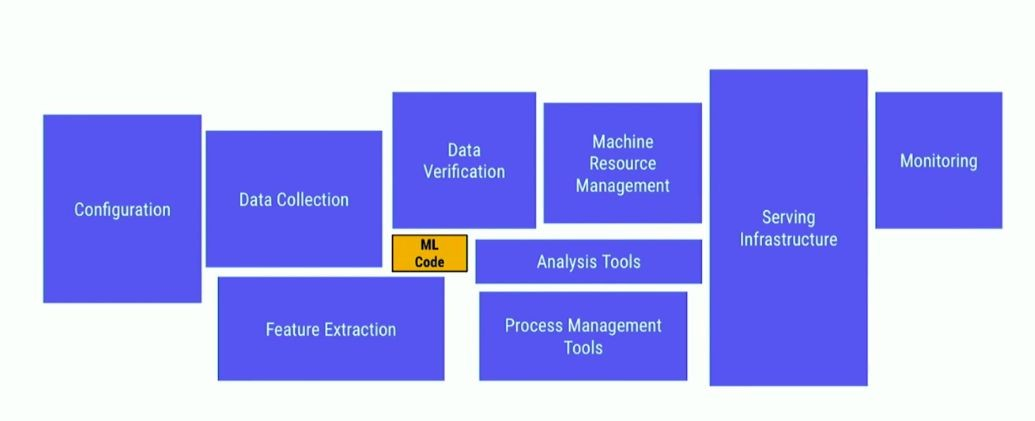 Configuration
Data Collection
Data
Verification
Machine
Resource
Management
Serving
Infrastructure
Monitoring
ML
Code
Analysis Tools
Feature Extraction
Process Management
Tools